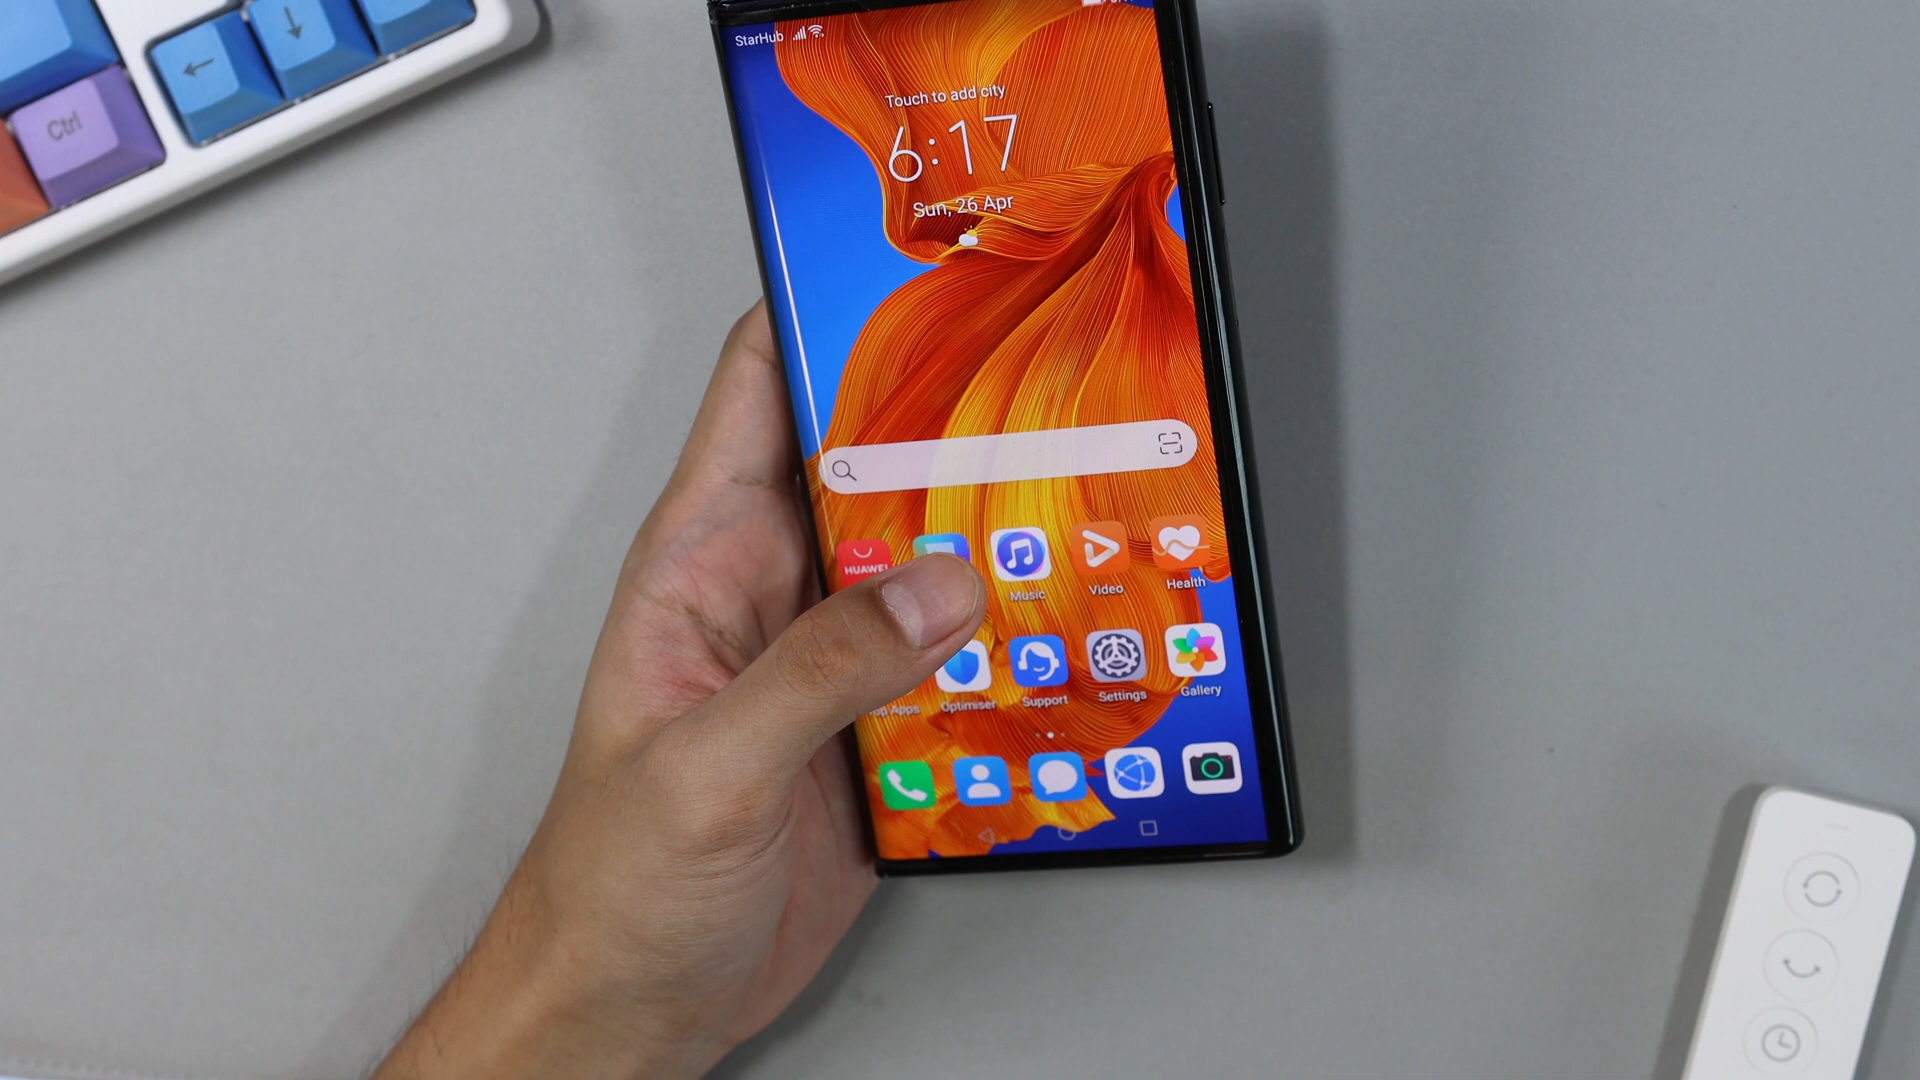 StarHub
Touch to add city
6:17
Sun, 26 Apr
Ctrl
HUAWEI
Music
Video
Health
Apps
Optimiser
Support
Settings
Gallery